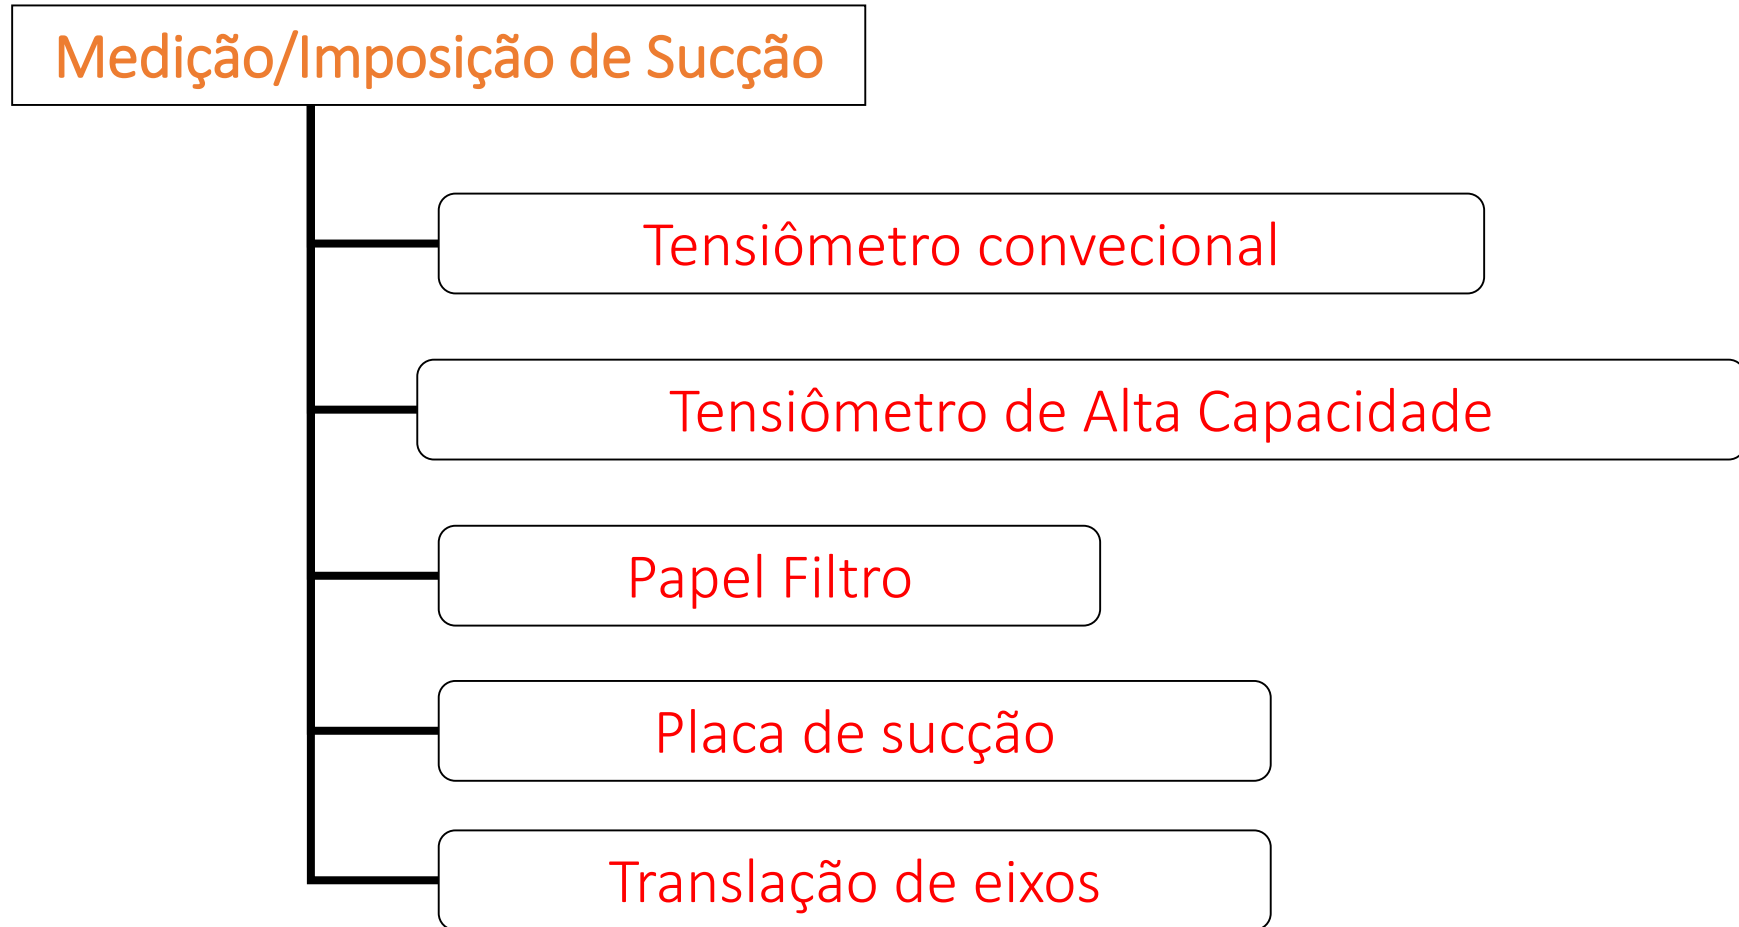 Medição/Imposição de Sucção
Tensiômetro convecional
Tensiômetro de Alta Capacidade
Papel Filtro
Placa de sucção
Translação de eixos